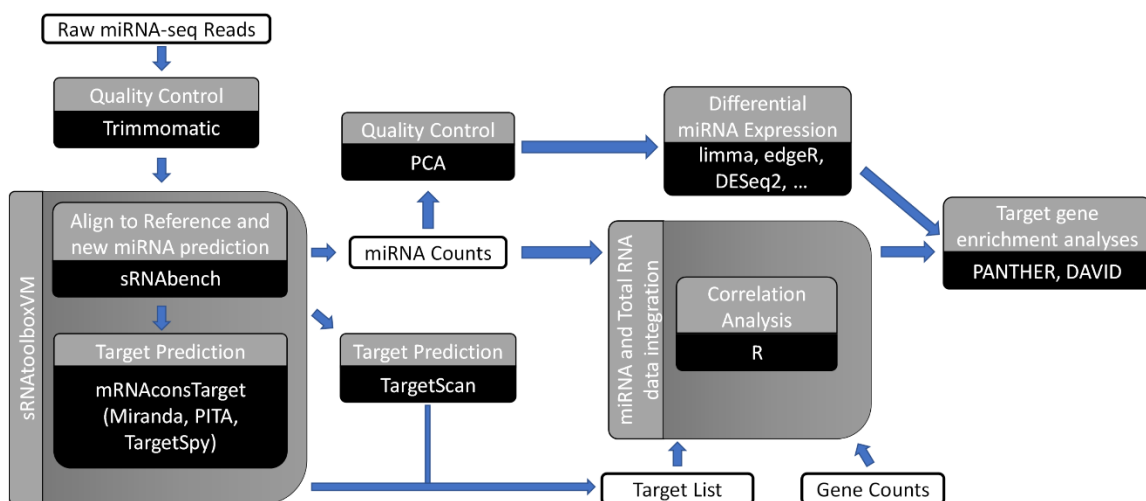 Raw miRNA-seq Reads
Quality Control
Trimmomatic
sRNAtoolboxVM
Align to Reference and
new miRNA prediction
sRNAbench
Target Prediction
mRNAconsTarget
(Miranda, PITA,
TargetSpy)
Quality Control
PCA
miRNA Counts
Target Prediction
TargetScan
Differential
miRNA Expression
limma, edgeR,
DESeq2, ...
miRNA and Total RNA
data integration
Correlation
Analysis
R
Target List
Gene Counts
Target gene
enrichment analyses
PANTHER, DAVID